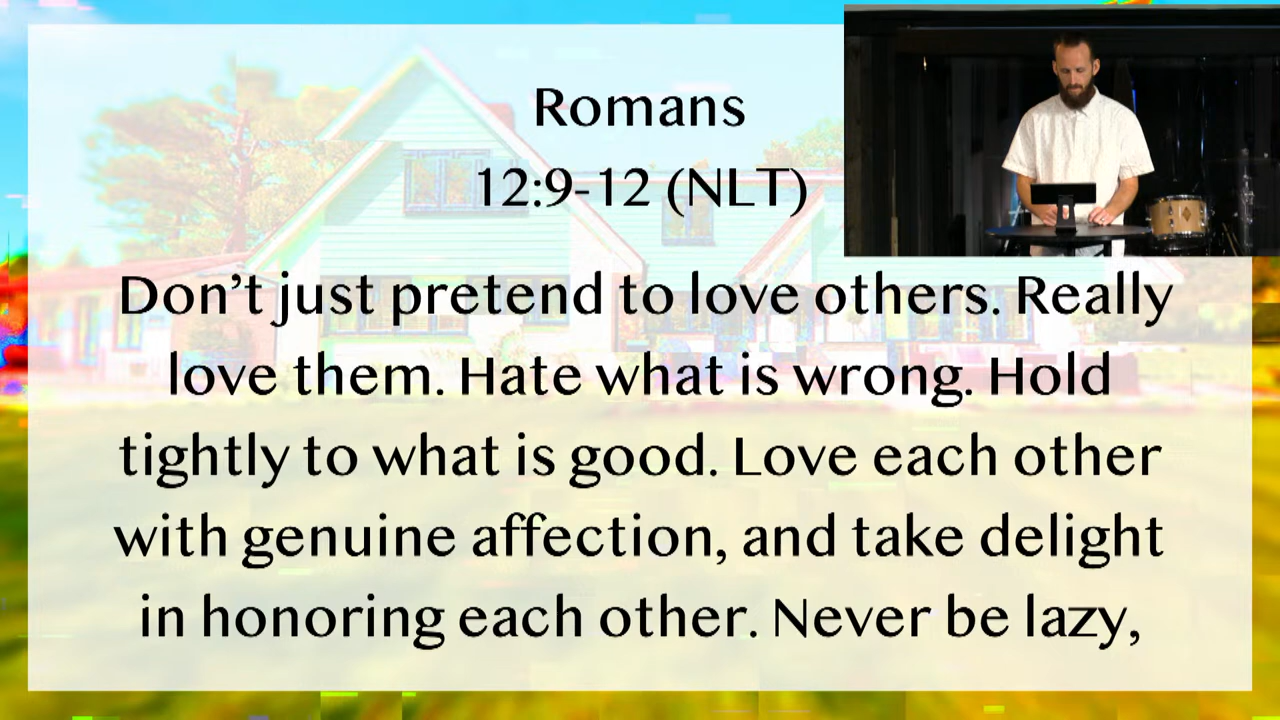 Romans
12:9-12 (NLT)
Don’t just pretend to love others. Really
love them. Hate what is wrong. Hold
tightly to what is good. Love each other
with genuine affection, and take delight
in honoring each other. Never be lazy,